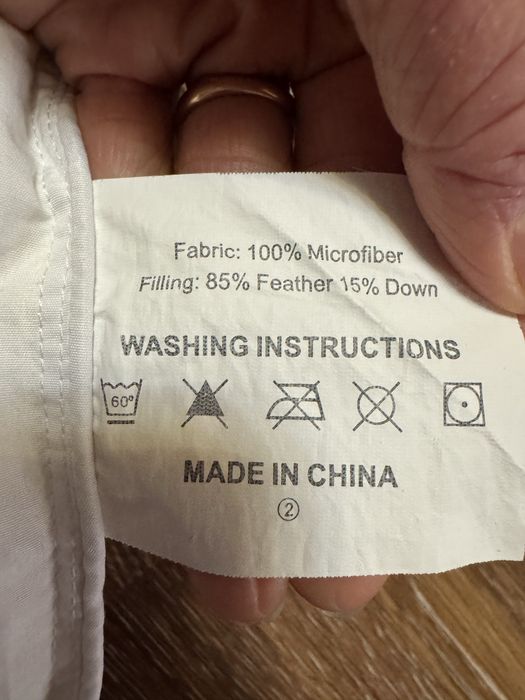 Fabric: 100% Microfiber
Filling: 85% Feather 15% Down
WASHING INSTRUCTIONS
60°
MADE IN CHINA
②